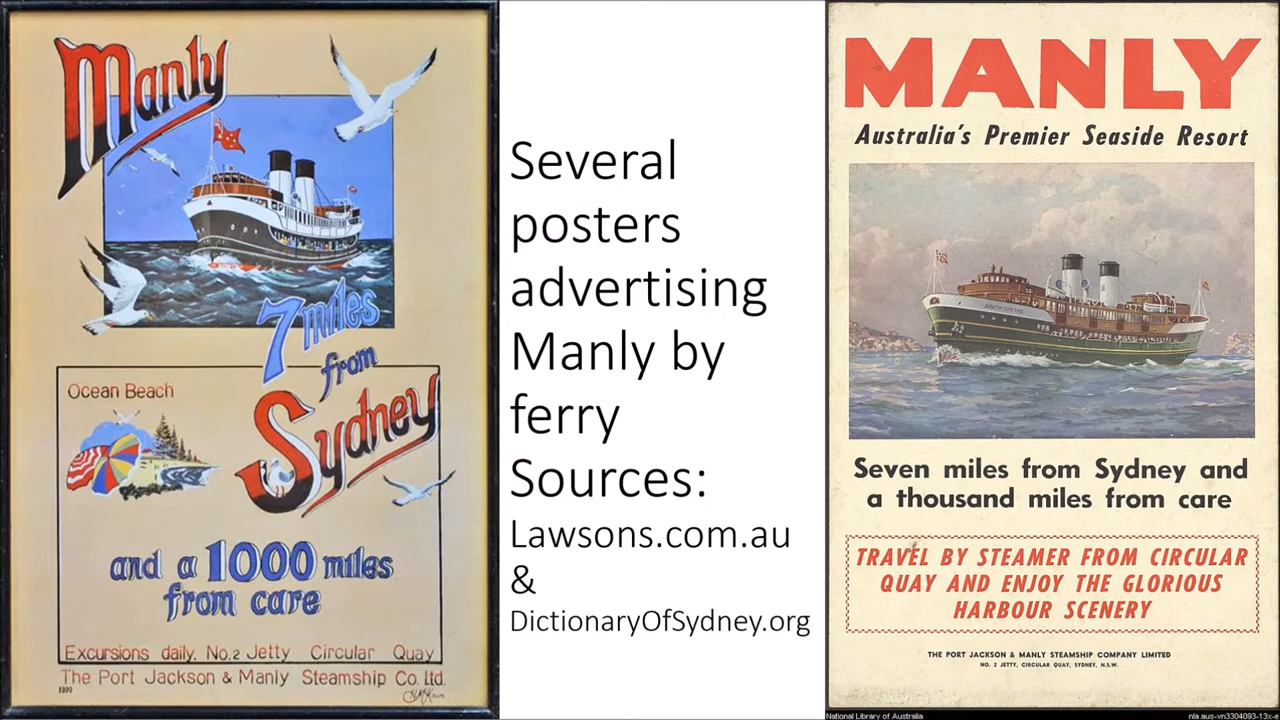 Manly
7 miles
from
Sydney
Ocean Beach
and a 1000 miles
from care
Excursions daily. No.2 Jetty Circular Quay
The Port Jackson & Manly Steamship Co. Ltd.
Several
posters
advertising
Manly by
ferry
Sources:
Lawsons.com.au
&
DictionaryOfSydney.org
MANLY
Australia's Premier Seaside Resort
Seven miles from Sydney and
a thousand miles from care
TRAVEL BY STEAMER FROM CIRCULAR
QUAY AND ENJOY THE GLORIOUS
HARBOUR SCENERY
THE PORT JACKSON & MANLY STEAMSHIP COMPANY LIMITED
NO. 2 JETTY, CIRCULAR QUAY, SYDNEY, N.S.W.
National Library of Australia